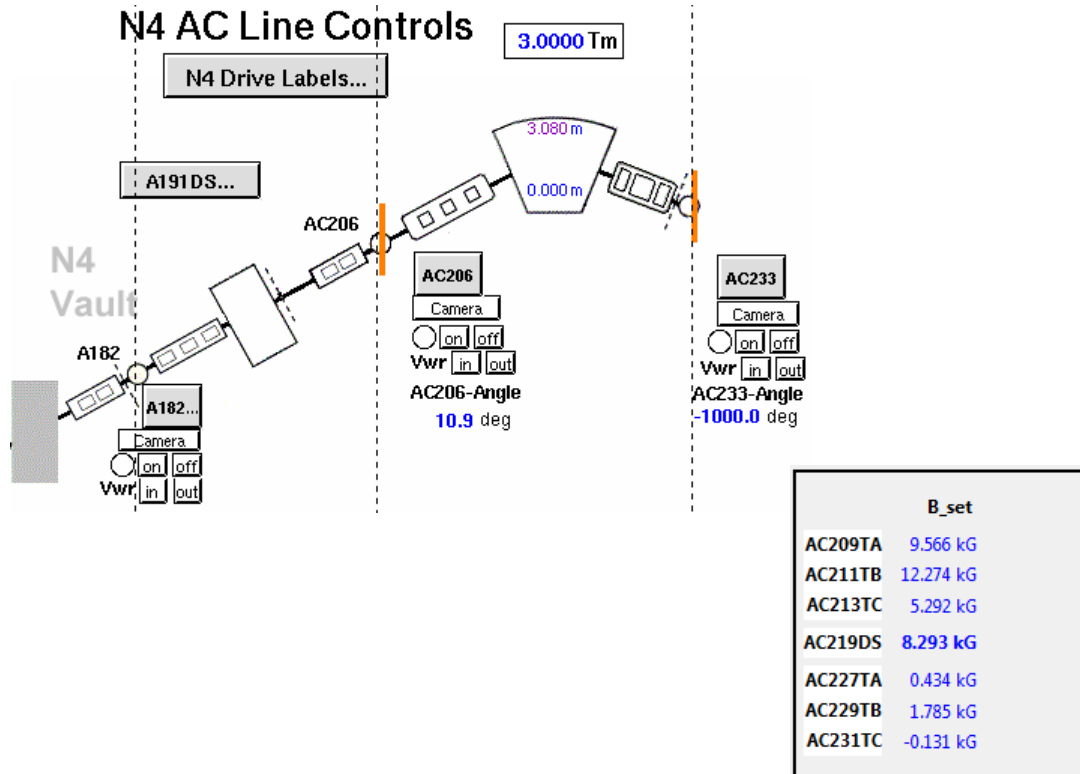 N4 AC Line Controls
3.0000 Tm
N4 Drive Labels...
3.080 m
A191DS...
0.000 m
AC206
N4
Vault
AC206
AC233
Camera
Camera
on off
on off
A182
Vwr in out
Vwr in out
AC206-Angle
AC233-Angle
10.9 deg
-1000.0 deg
A182...
Camera
on off
Vwr in out
B_set
AC209TA 9.566 kG
AC211TB 12.274 kG
AC213TC 5.292 kG
AC219DS 8.293 kG
AC227TA 0.434 kG
AC229TB 1.785 kG
AC231TC -0.131 kG